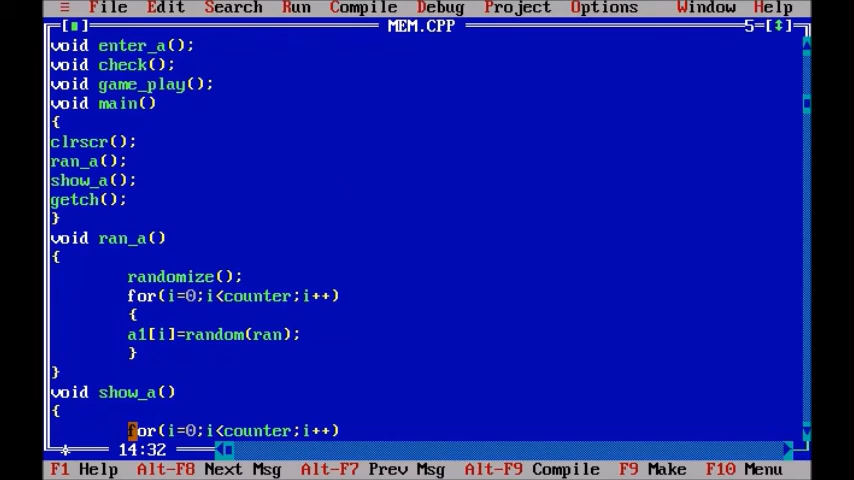 ≡ File Edit Search Run Compile Debug Project Options Window Help
[■] MEM.CPP 5=[↕]
void enter_a();
void check();
void game_play();
void main()
{
clrscr();
ran_a();
show_a();
getch();
}
void ran_a()
{
randomize();
for(i=0;i<counter;i++)
{
a1[i]=random(ran);
}
}
void show_a()
{
for(i=0;i<counter;i++)
14:32
F1 Help Alt-F8 Next Msg Alt-F7 Prev Msg Alt-F9 Compile F9 Make F10 Menu